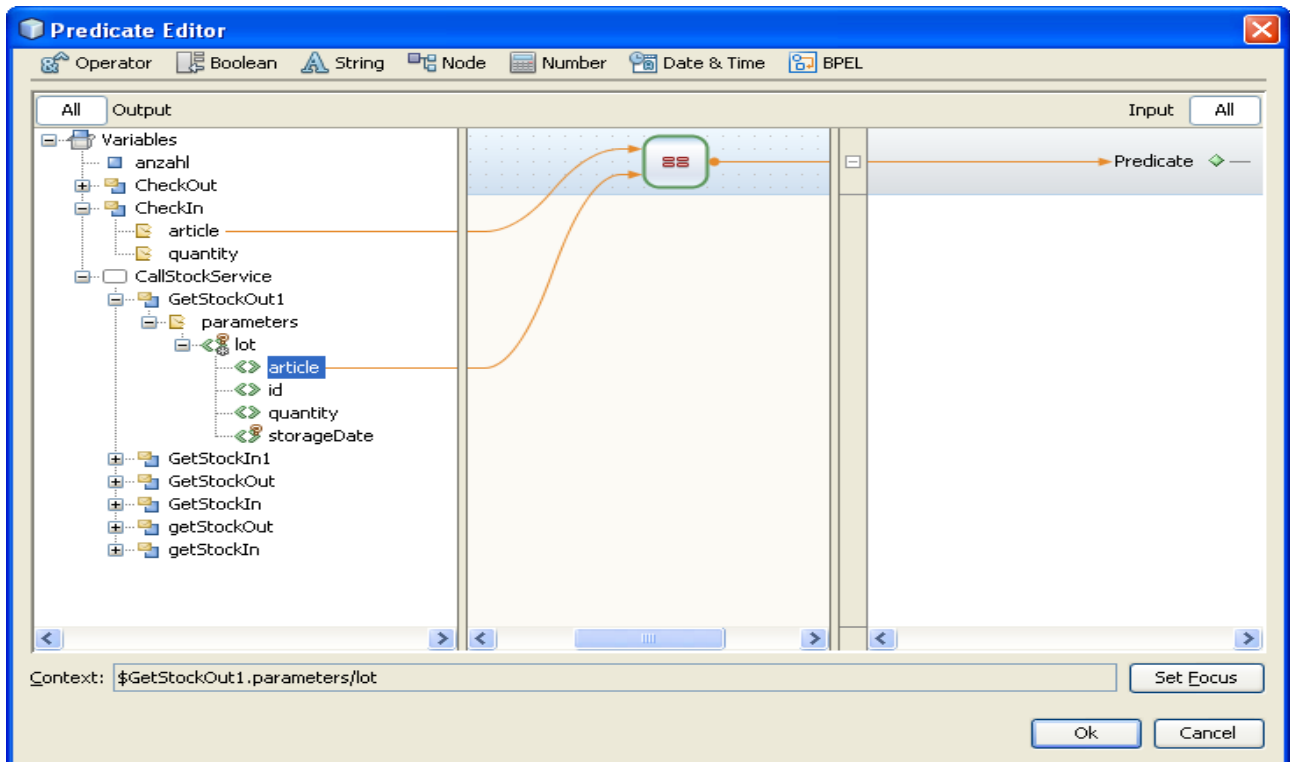 Predicate Editor
Operator Boolean String Node Number Date & Time BPEL
All Output Input All
Variables
anzahl
Predicate
CheckOut
CheckIn
article
quantity
CallStockService
GetStockOut1
parameters
lot
article
id
quantity
storageDate
GetStockIn1
GetStockOut
GetStockIn
getStockOut
getStockIn
Context: $GetStockOut1.parameters/lot Set Focus
Ok Cancel